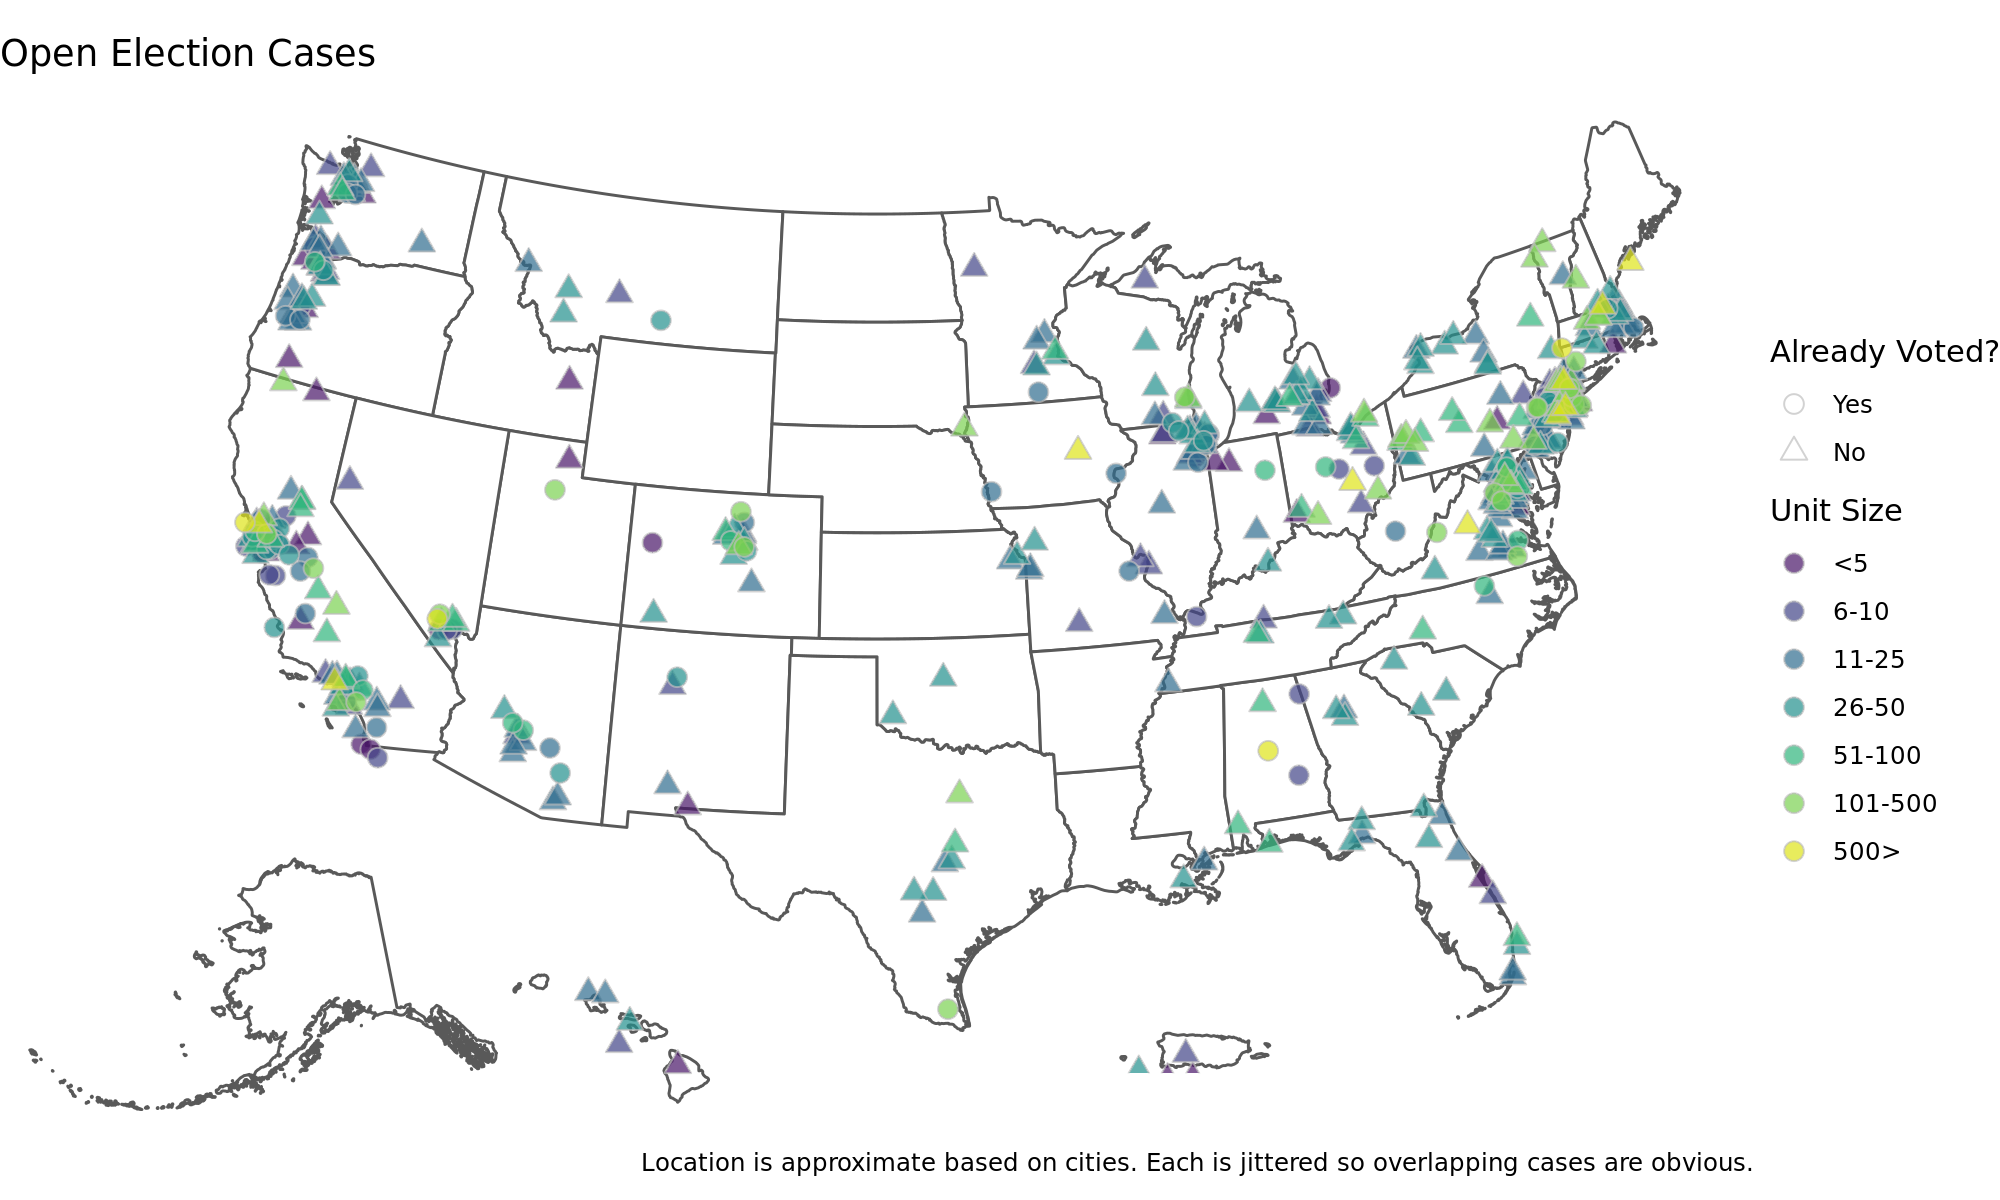 Open Election Cases
Already Voted?
Yes
No
Unit Size
<5
6-10
11-25
26-50
51-100
101-500
500>
Location is approximate based on cities. Each is jittered so overlapping cases are obvious.